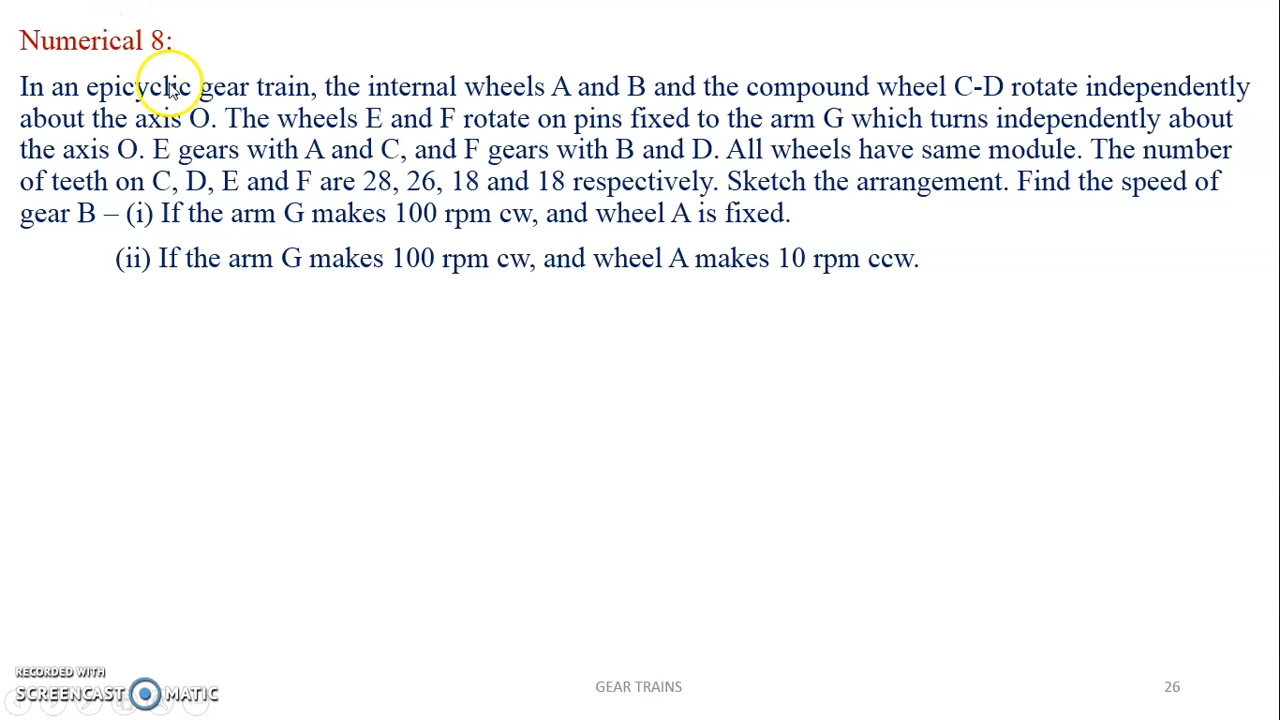 Numerical 8:
In an epicyclic gear train, the internal wheels A and B and the compound wheel C-D rotate independently
about the axis O. The wheels E and F rotate on pins fixed to the arm G which turns independently about
the axis O. E gears with A and C, and F gears with B and D. All wheels have same module. The number
of teeth on C, D, E and F are 28, 26, 18 and 18 respectively. Sketch the arrangement. Find the speed of
gear B – (i) If the arm G makes 100 rpm cw, and wheel A is fixed.
(ii) If the arm G makes 100 rpm cw, and wheel A makes 10 rpm ccw.
RECORDED WITH
SCREENCAST MATIC
GEAR TRAINS
26